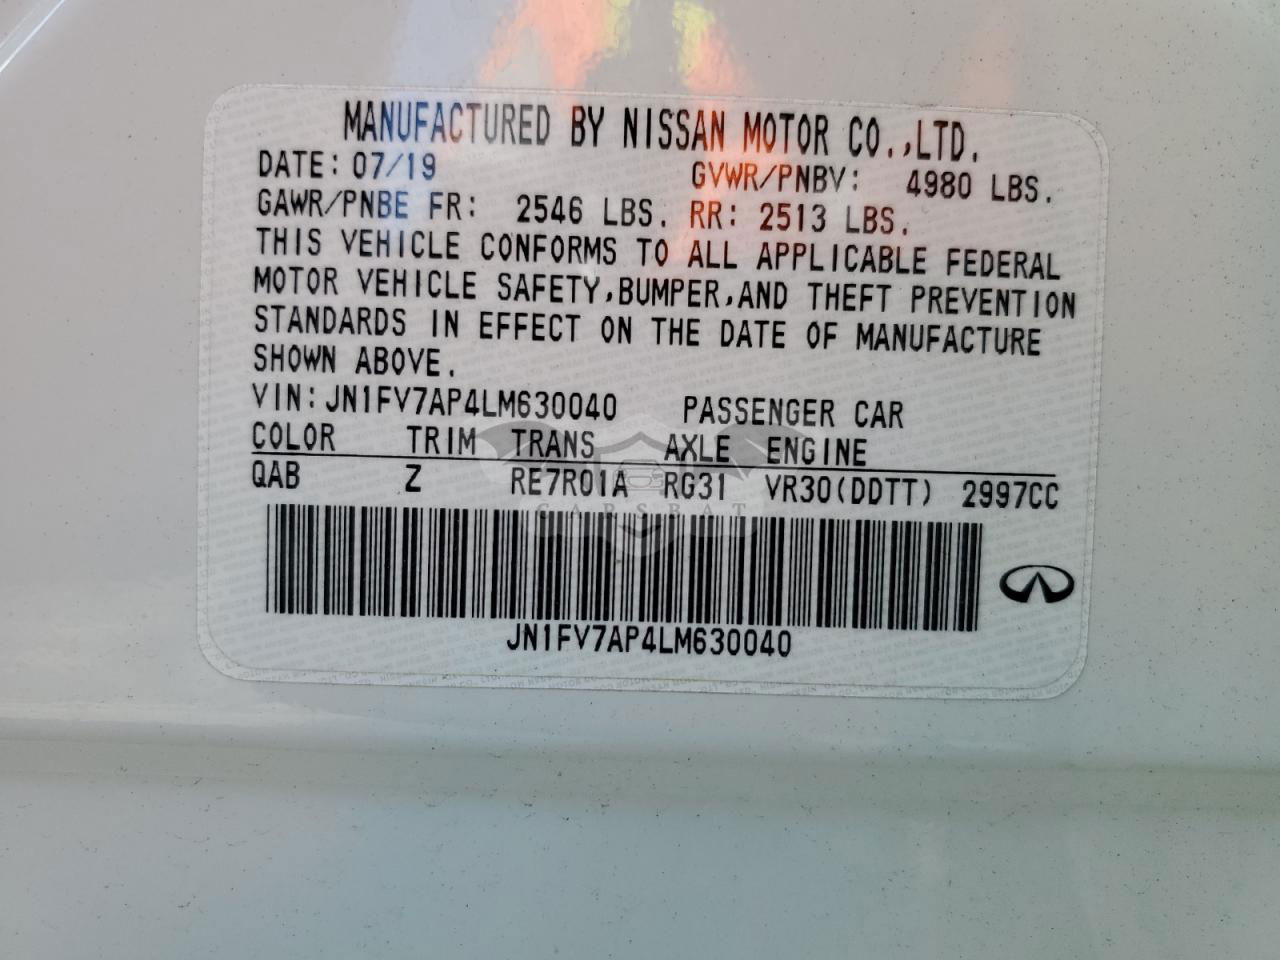 MANUFACTURED BY NISSAN MOTOR CO.,LTD.
DATE: 07/19 GVWR/PNBV: 4980 LBS.
GAWR/PNBE FR: 2546 LBS. RR: 2513 LBS.
THIS VEHICLE CONFORMS TO ALL APPLICABLE FEDERAL
MOTOR VEHICLE SAFETY,BUMPER,AND THEFT PREVENTION
STANDARDS IN EFFECT ON THE DATE OF MANUFACTURE
SHOWN ABOVE.
VIN:JN1FV7AP4LM630040 PASSENGER CAR
COLOR TRIM TRANS AXLE ENGINE
QAB Z RE7R01A RG31 VR30(DDTT) 2997CC
CARSBAT
JN1FV7AP4LM630040